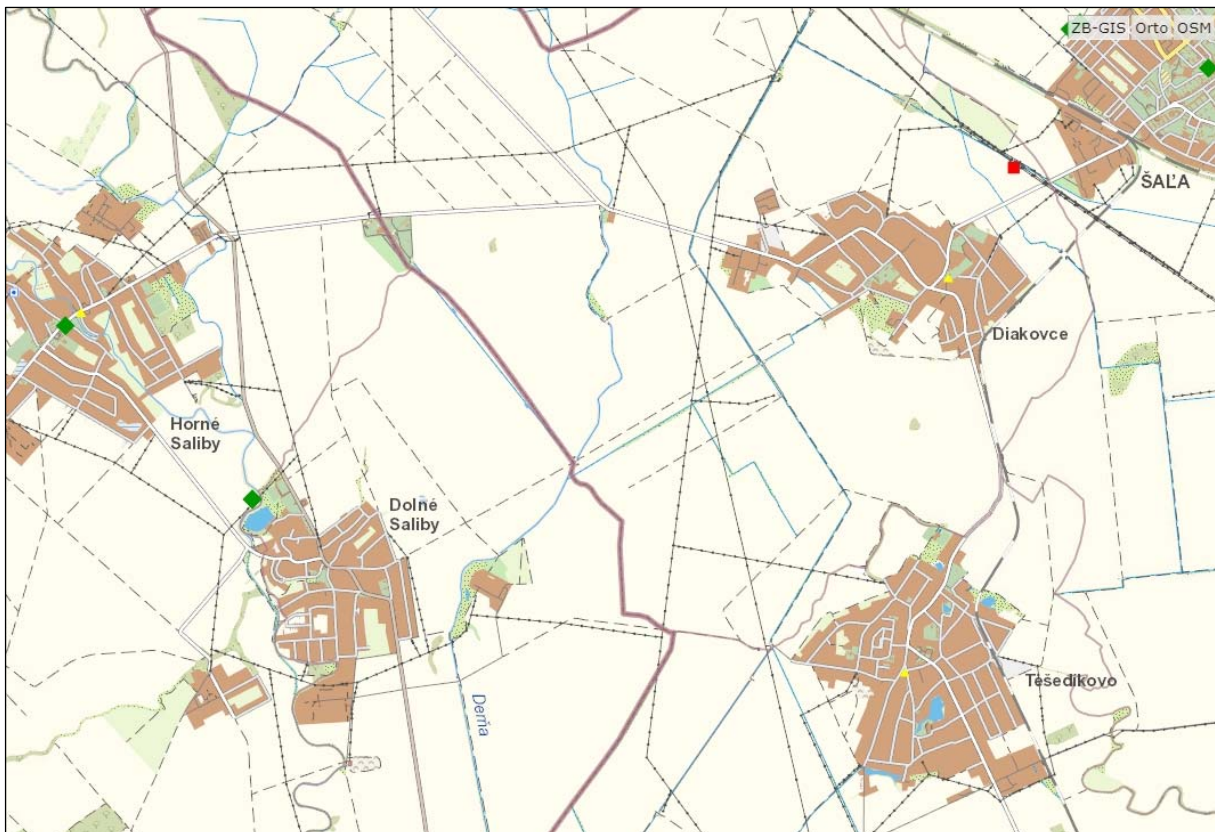 ZB-GIS Orto OSM
ŠAĽA
Diakovce
Horné
Saliby
Dolné
Saliby
Tešedíkovo
Derňa